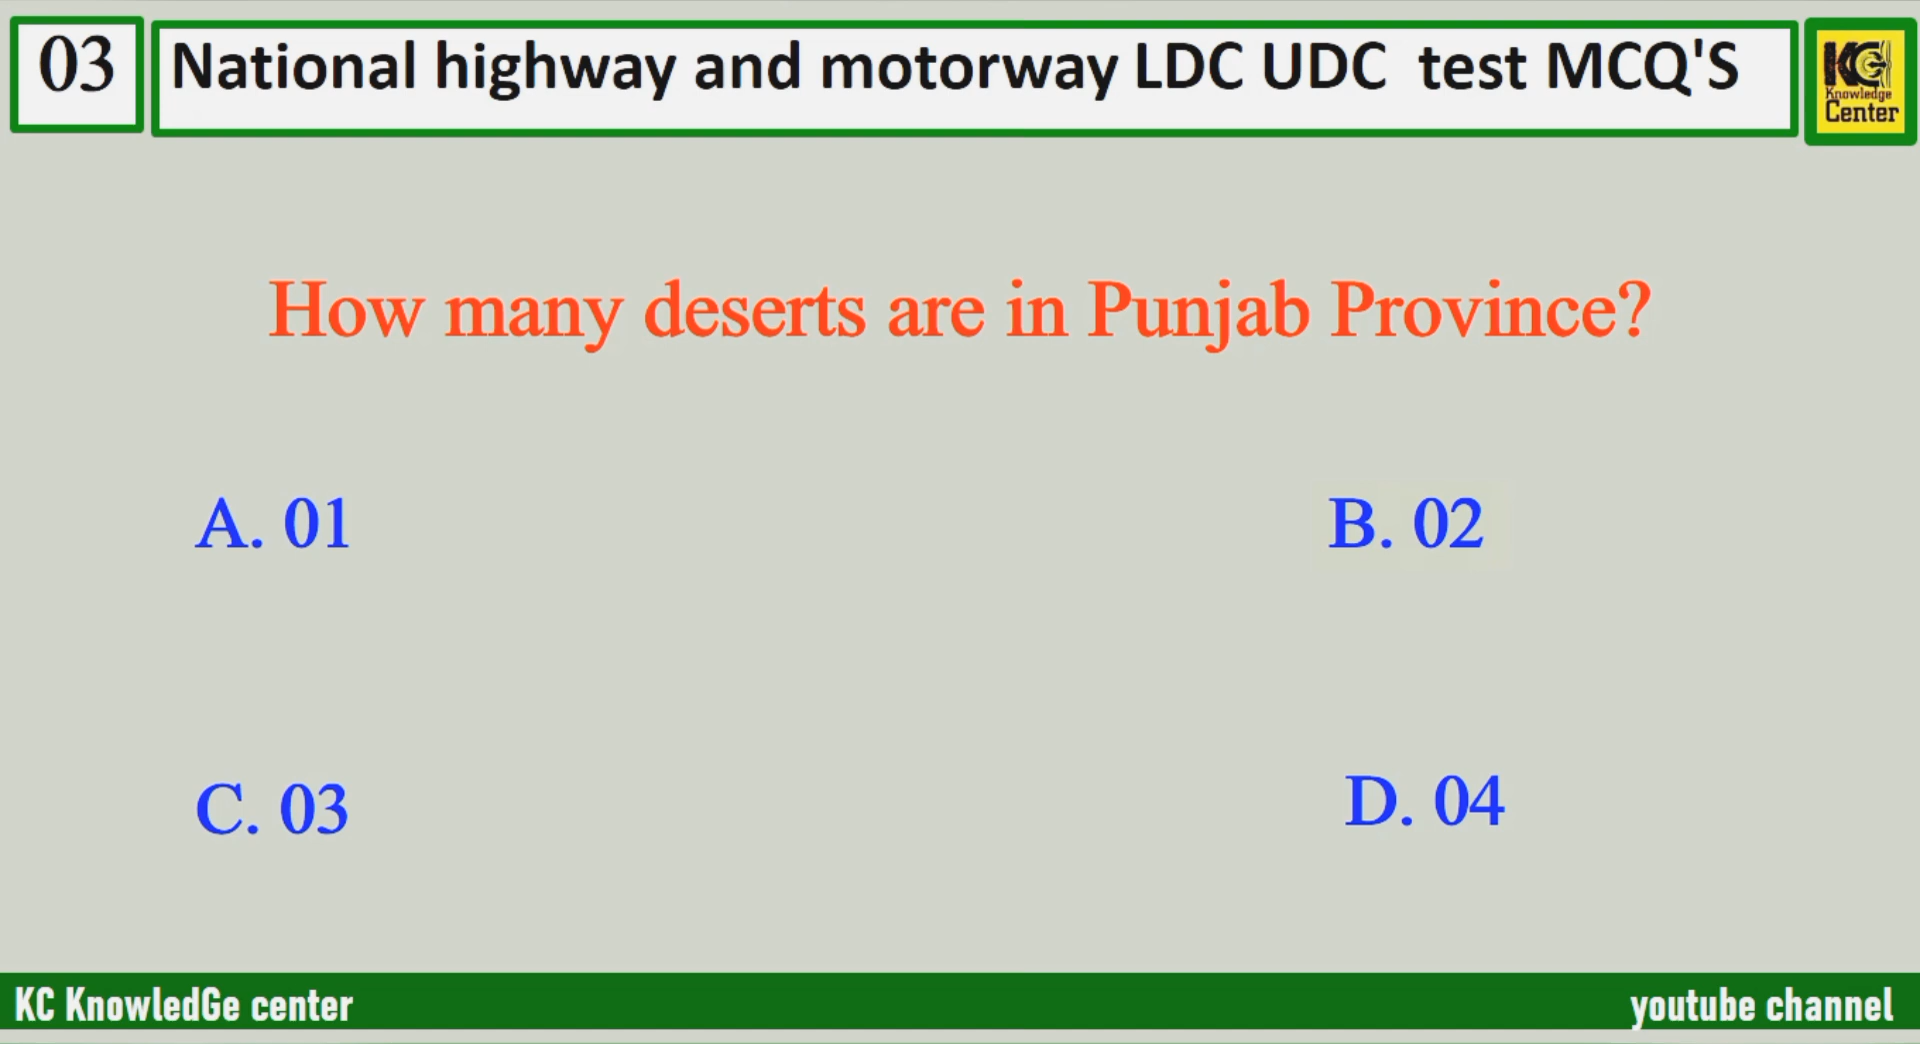 03
National highway and motorway LDC UDC test MCQ'S
KC
Knowledge
Center
How many deserts are in Punjab Province?
A. 01
B. 02
C. 03
D. 04
KC KnowledGe center
youtube channel